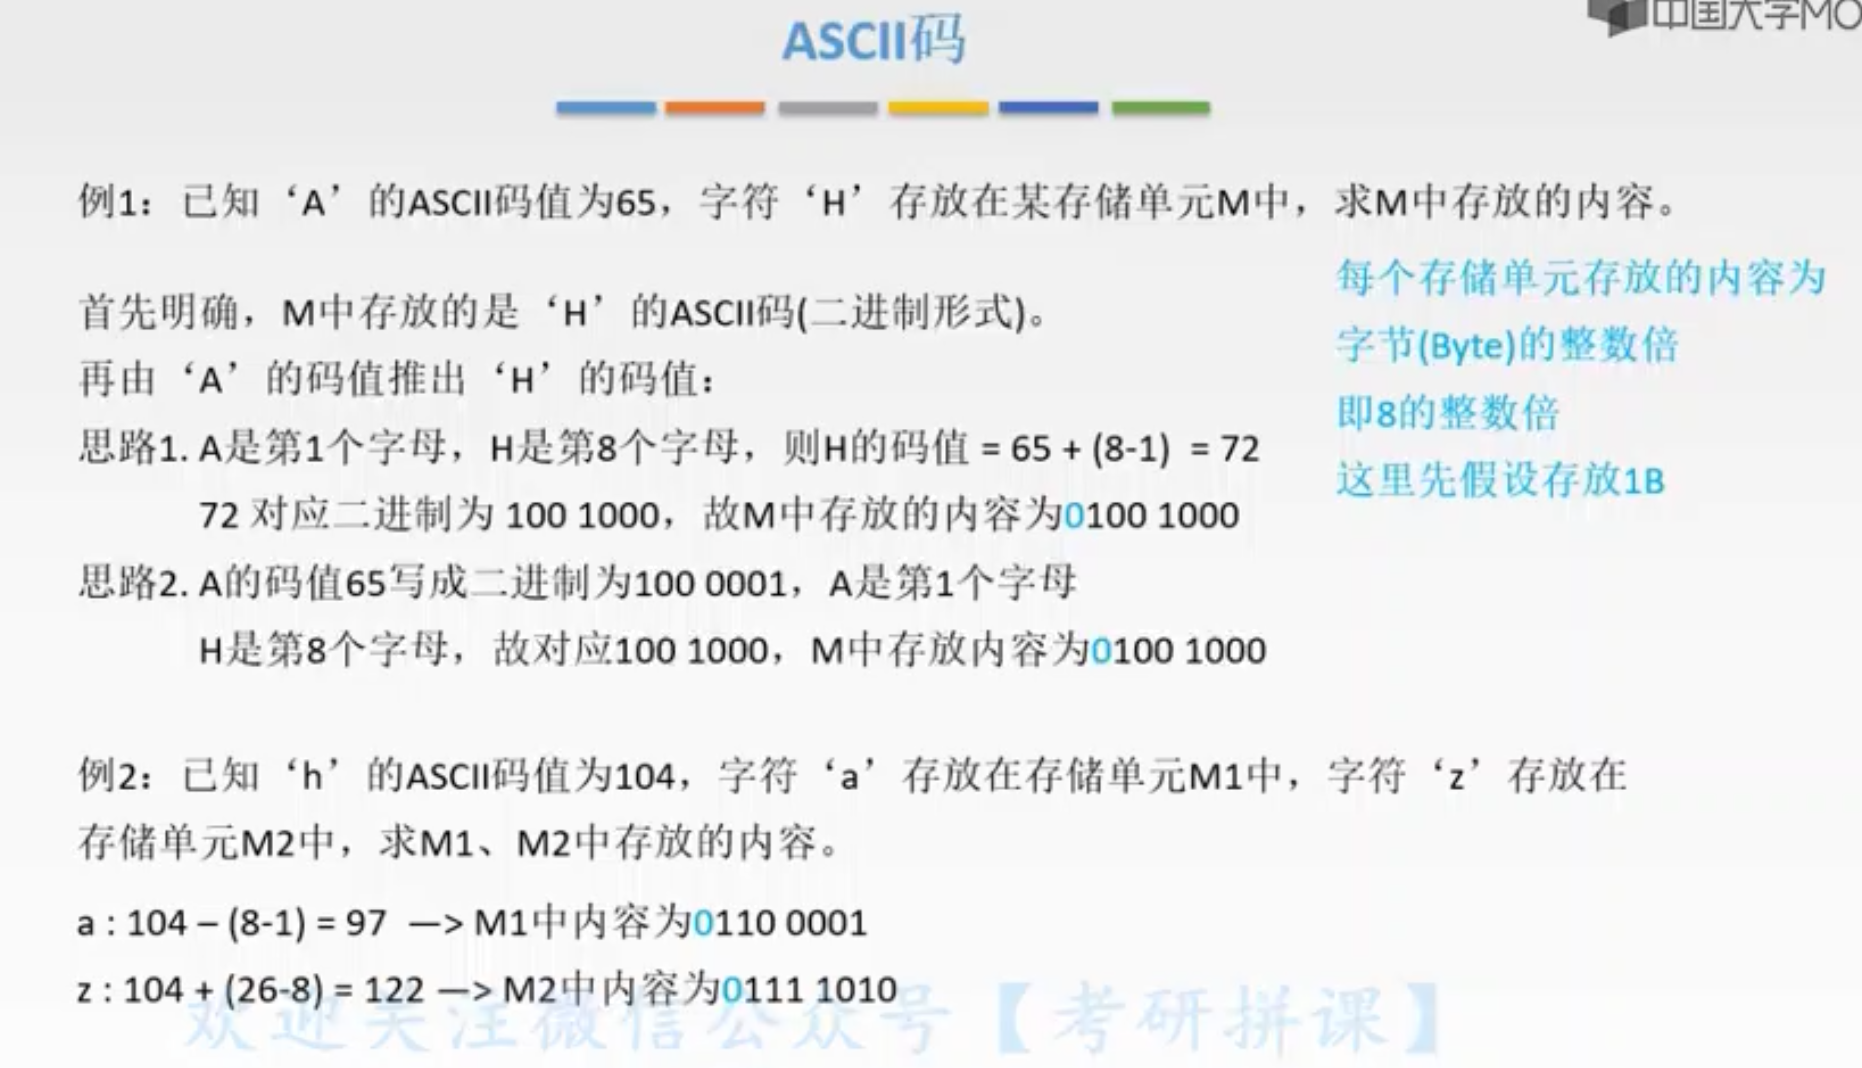 中国大学MO
ASCII码
例1：已知‘A’的ASCII码值为65，字符‘H’存放在某存储单元M中，求M中存放的内容。
每个存储单元存放的内容为
字节(Byte)的整数倍
即8的整数倍
这里先假设存放1B
首先明确，M中存放的是‘H’的ASCII码(二进制形式)。
再由‘A’的码值推出‘H’的码值：
思路1. A是第1个字母，H是第8个字母，则H的码值 = 65 + (8-1) = 72
72 对应二进制为 100 1000，故M中存放的内容为0100 1000
思路2. A的码值65写成二进制为100 0001，A是第1个字母
H是第8个字母，故对应100 1000，M中存放内容为0100 1000
例2：已知‘h’的ASCII码值为104，字符‘a’存放在存储单元M1中，字符‘z’存放在
存储单元M2中，求M1、M2中存放的内容。
a : 104 – (8-1) = 97 —> M1中内容为0110 0001
z : 104 + (26-8) = 122 —> M2中内容为0111 1010
欢迎关注微信公众号【考研拼课】